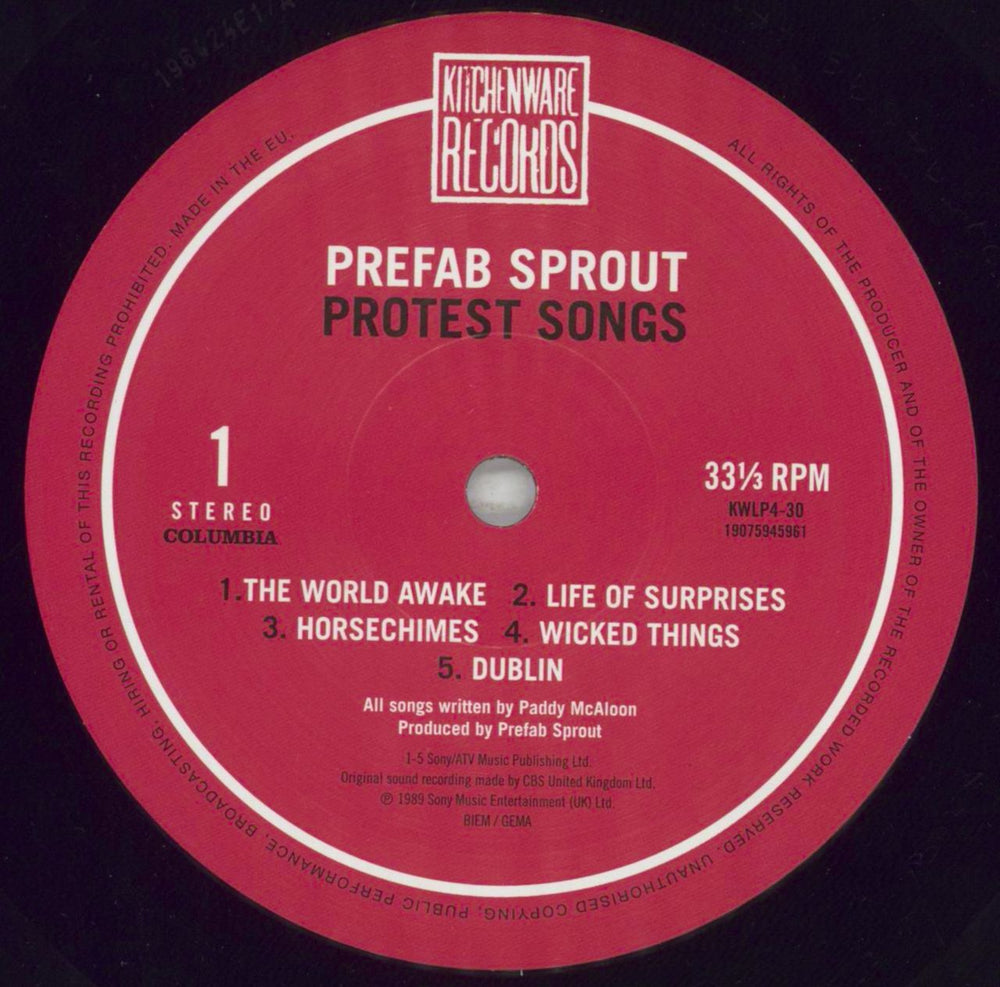 KITCHENWARE
RECORDS
PREFAB SPROUT
PROTEST SONGS
1
STEREO
COLUMBIA
33⅓ RPM
KWLP4-30
19075945961
1.THE WORLD AWAKE 2. LIFE OF SURPRISES
3. HORSECHIMES 4. WICKED THINGS
5. DUBLIN
All songs written by Paddy McAloon
Produced by Prefab Sprout
1-5 Sony/ATV Music Publishing Ltd.
Original sound recording made by CBS United Kingdom Ltd.
℗ 1989 Sony Music Entertainment (UK) Ltd.
BIEM / GEMA
ALL RIGHTS OF THE PRODUCER AND OF THE OWNER OF THE RECORDED WORK RESERVED. UNAUTHORISED COPYING, PUBLIC PERFORMANCE, BROADCASTING, HIRING OR RENTAL OF THIS RECORDING PROHIBITED. MADE IN THE EU.